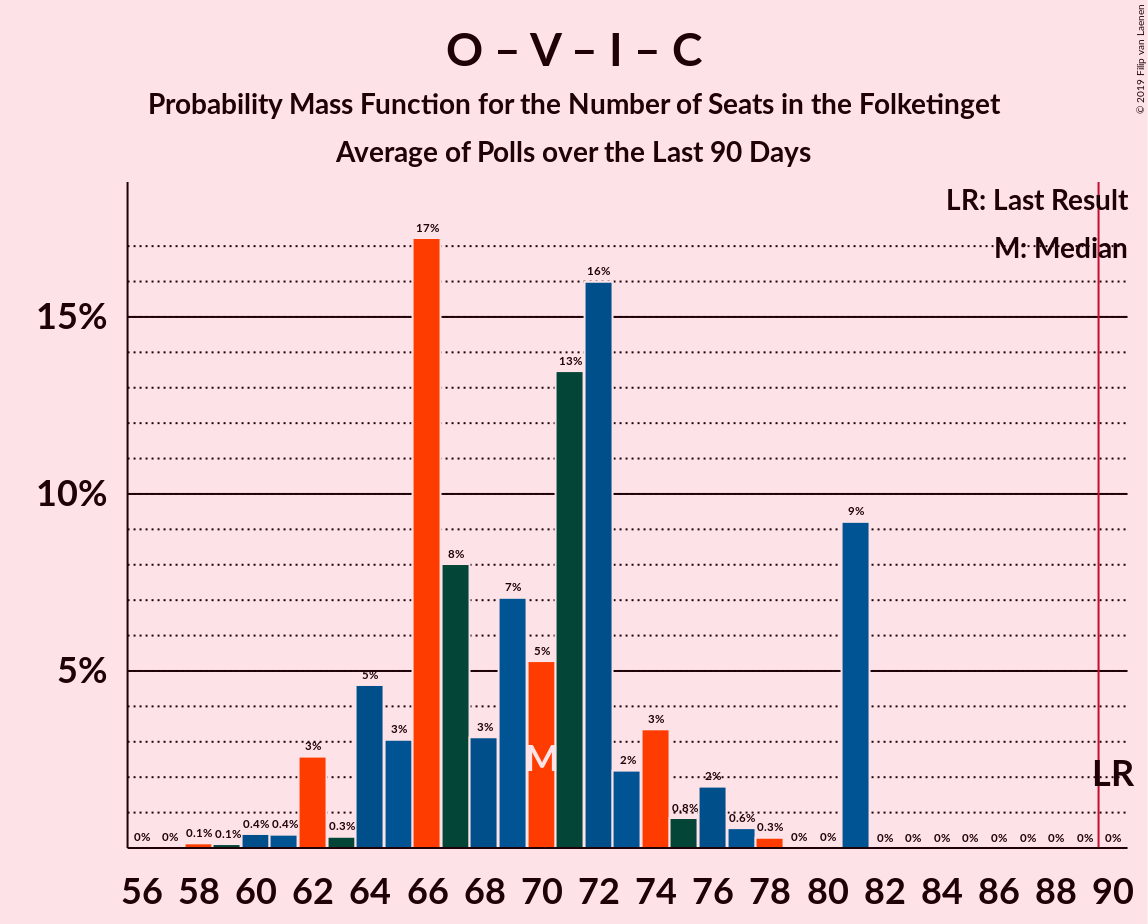 O – V – I – C
Probability Mass Function for the Number of Seats in the Folketinget
Average of Polls over the Last 90 Days
© 2019 Filip van Laenen
LR: Last Result
M: Median
17%
16%
15%
13%
10%
9%
8%
7%
5%
5%
5%
3%
3%
3%
3%
M
2%
2%
LR
0% 0% 0.1% 0.1% 0.4% 0.4% 0.3% 0.8% 0.6% 0.3% 0% 0% 0% 0% 0% 0% 0% 0% 0% 0% 0%
56 58 60 62 64 66 68 70 72 74 76 78 80 82 84 86 88 90